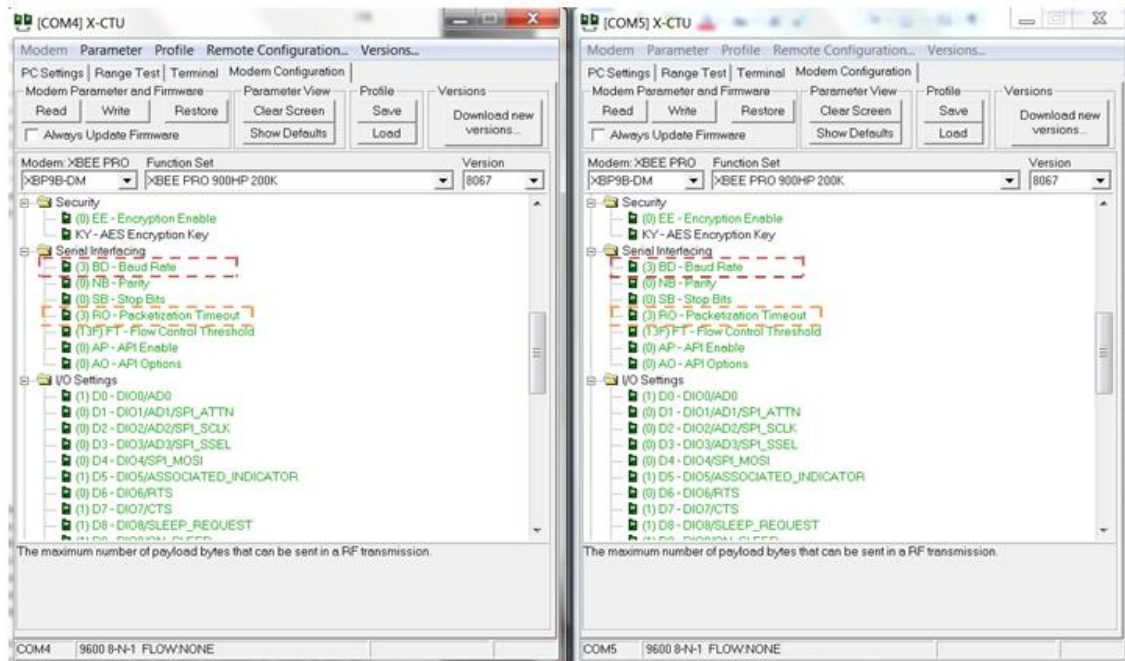 [COM4] X-CTU
Modem Parameter Profile Remote Configuration... Versions...
PC Settings Range Test Terminal Modem Configuration
Modem Parameter and Firmware Parameter View Profile Versions
Read Write Restore Clear Screen Save Download new versions...
Always Update Firmware Show Defaults Load
Modem: XBEE PRO Function Set Version
XBP9B-DM XBEE PRO 900HP 200K 8067
Security
(0) EE - Encryption Enable
KY - AES Encryption Key
Serial Interfacing
(3) BD - Baud Rate
(0) NB - Parity
(0) SB - Stop Bits
(3) RO - Packetization Timeout
(13F) FT - Flow Control Threshold
(0) AP - API Enable
(0) AO - API Options
I/O Settings
(1) D0 - DIO0/AD0
(0) D1 - DIO1/AD1/SPI_ATTN
(0) D2 - DIO2/AD2/SPI_SCLK
(0) D3 - DIO3/AD3/SPI_SSEL
(0) D4 - DIO4/SPI_MOSI
(1) D5 - DIO5/ASSOCIATED_INDICATOR
(0) D6 - DIO6/RTS
(1) D7 - DIO7/CTS
(1) D8 - DIO8/SLEEP_REQUEST
The maximum number of payload bytes that can be sent in a RF transmission.
COM4 9600 8-N-1 FLOW:NONE
[COM5] X-CTU
Modem Parameter Profile Remote Configuration... Versions...
PC Settings Range Test Terminal Modem Configuration
Modem Parameter and Firmware Parameter View Profile Versions
Read Write Restore Clear Screen Save Download new versions...
Always Update Firmware Show Defaults Load
Modem: XBEE PRO Function Set Version
XBP9B-DM XBEE PRO 900HP 200K 8067
Security
(0) EE - Encryption Enable
KY - AES Encryption Key
Serial Interfacing
(3) BD - Baud Rate
(0) NB - Parity
(0) SB - Stop Bits
(3) RO - Packetization Timeout
(13F) FT - Flow Control Threshold
(0) AP - API Enable
(0) AO - API Options
I/O Settings
(1) D0 - DIO0/AD0
(0) D1 - DIO1/AD1/SPI_ATTN
(0) D2 - DIO2/AD2/SPI_SCLK
(0) D3 - DIO3/AD3/SPI_SSEL
(0) D4 - DIO4/SPI_MOSI
(1) D5 - DIO5/ASSOCIATED_INDICATOR
(0) D6 - DIO6/RTS
(1) D7 - DIO7/CTS
(1) D8 - DIO8/SLEEP_REQUEST
The maximum number of payload bytes that can be sent in a RF transmission.
COM5 9600 8-N-1 FLOW:NONE